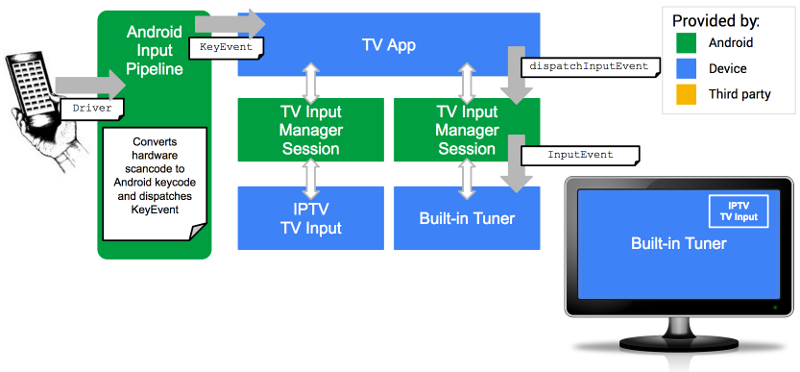 Android
Input
Pipeline
KeyEvent
TV App
Provided by:
Android
Device
Third party
dispatchInputEvent
Driver
TV Input
Manager
Session
TV Input
Manager
Session
InputEvent
Converts
hardware
scancode to
Android keycode
and dispatches
KeyEvent
IPTV
TV Input
Built-in Tuner
IPTV
TV Input
Built-in Tuner